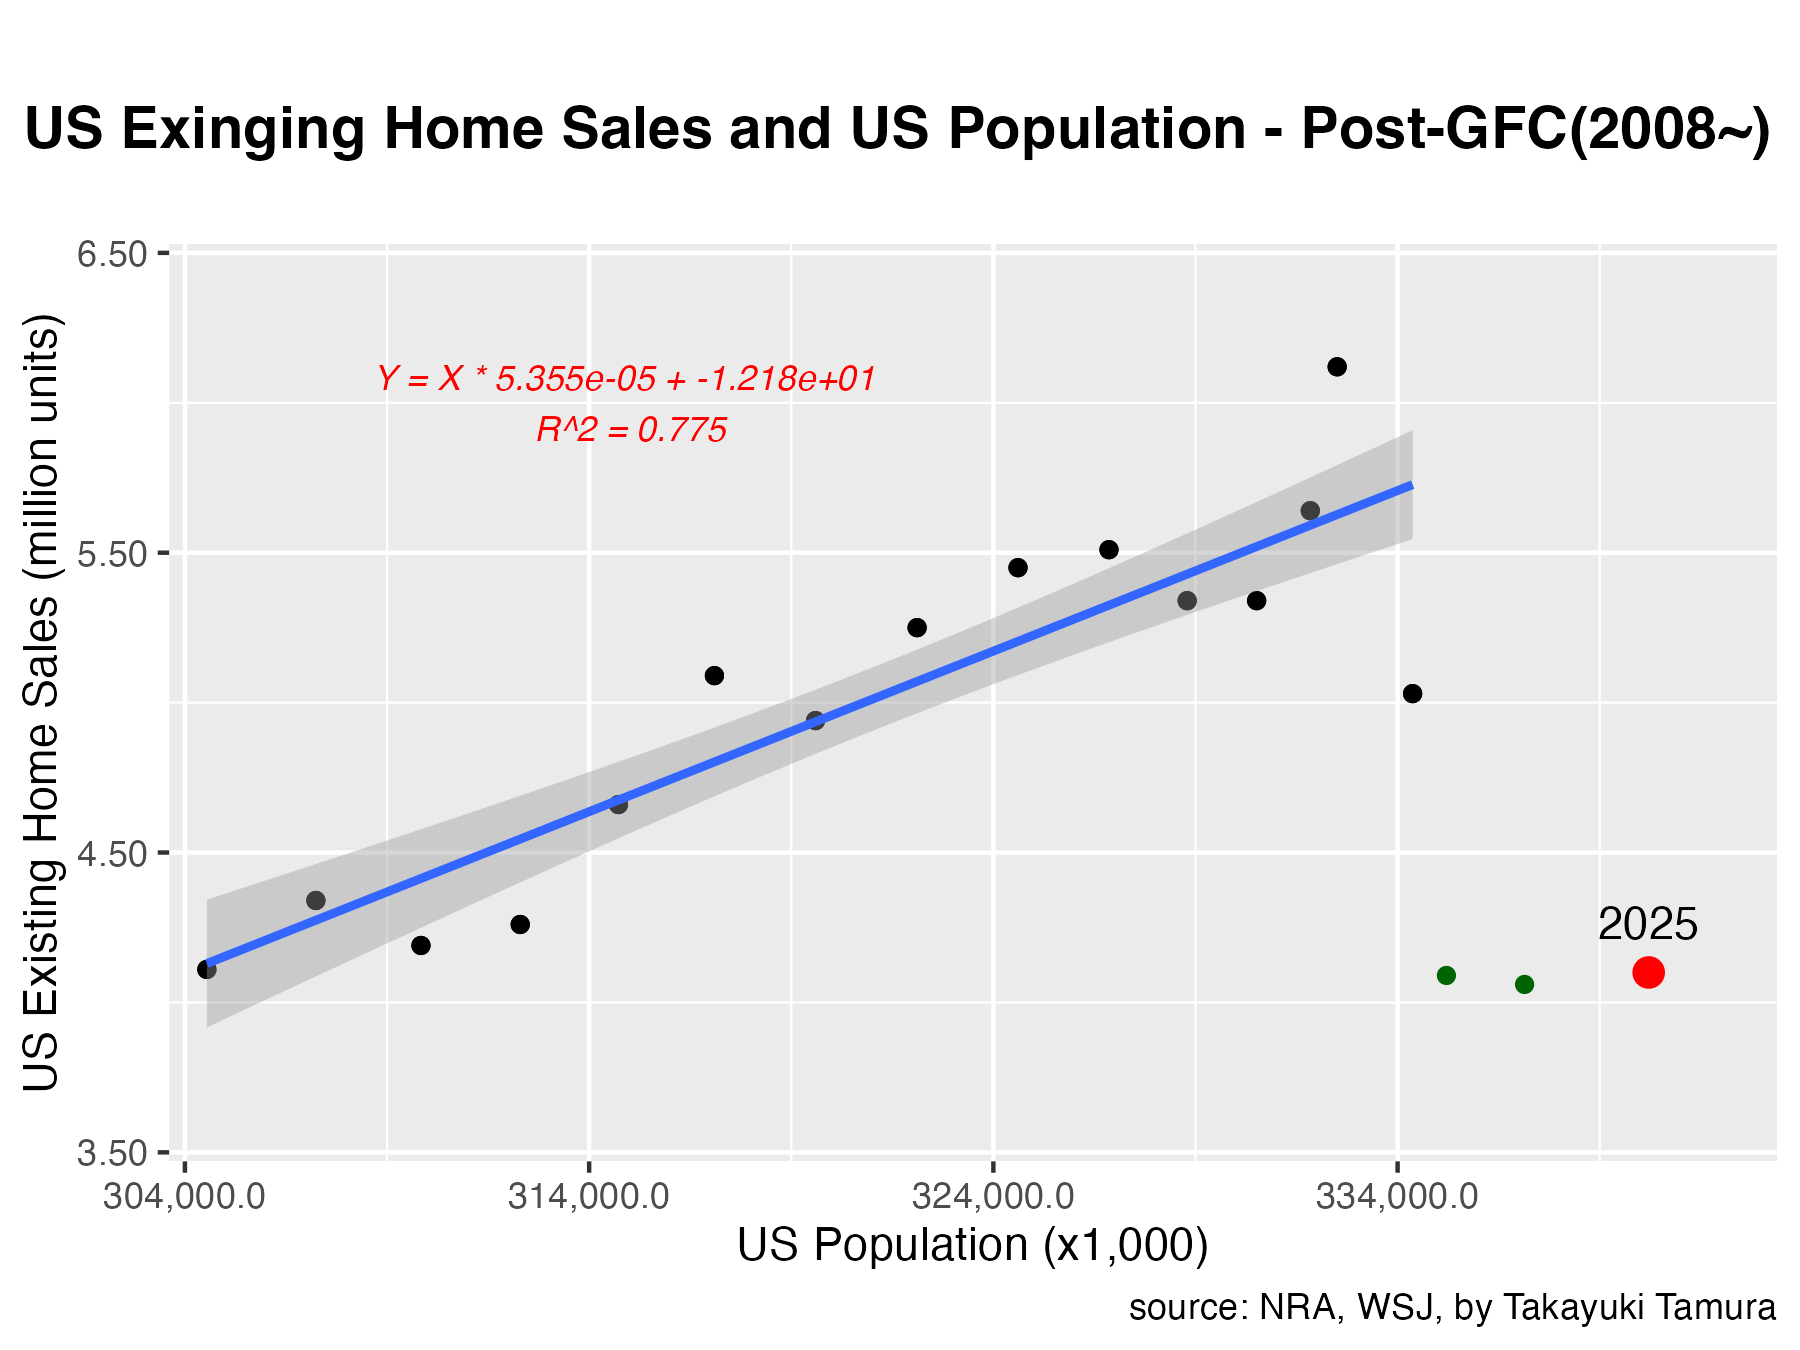 US Exinging Home Sales and US Population - Post-GFC(2008~)
US Existing Home Sales (million units)
6.50
5.50
4.50
3.50
Y = X * 5.355e-05 + -1.218e+01
R^2 = 0.775
2025
304,000.0
314,000.0
324,000.0
334,000.0
US Population (x1,000)
source: NRA, WSJ, by Takayuki Tamura